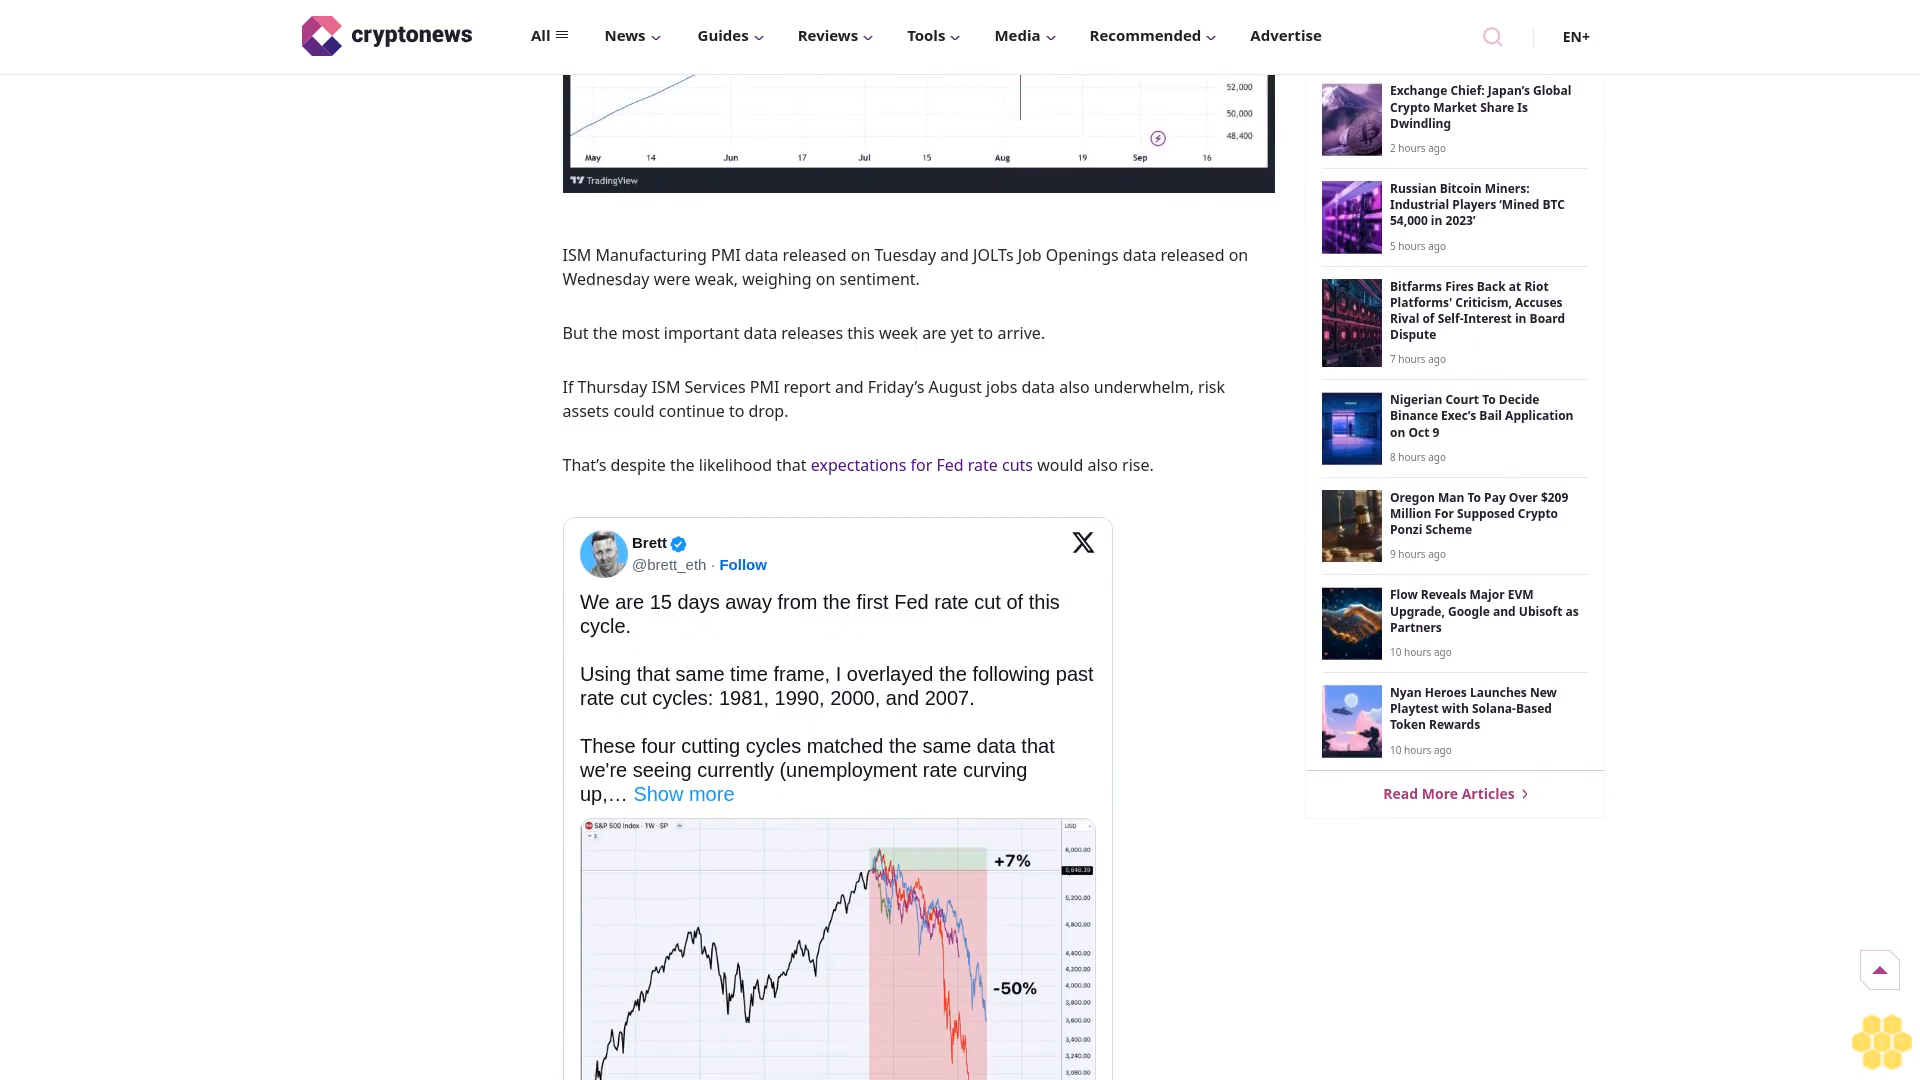 cryptonews
All
News
Guides
Reviews
Tools
Media
Recommended
Advertise
EN+
52,000
50,000
48,400
May 14 Jun 17 Jul 15 Aug 19 Sep 16
TradingView
ISM Manufacturing PMI data released on Tuesday and JOLTs Job Openings data released on
Wednesday were weak, weighing on sentiment.
But the most important data releases this week are yet to arrive.
If Thursday ISM Services PMI report and Friday’s August jobs data also underwhelm, risk
assets could continue to drop.
That’s despite the likelihood that expectations for Fed rate cuts would also rise.
Brett
@brett_eth · Follow
We are 15 days away from the first Fed rate cut of this
cycle.
Using that same time frame, I overlayed the following past
rate cut cycles: 1981, 1990, 2000, and 2007.
These four cutting cycles matched the same data that
we're seeing currently (unemployment rate curving
up,… Show more
S&P 500 Index · 1W · SP
USD
+7%
-50%
6,000.00
5,648.39
5,200.00
4,800.00
4,400.00
4,200.00
4,000.00
3,800.00
3,600.00
3,400.00
3,240.00
3,080.00
Exchange Chief: Japan’s Global
Crypto Market Share Is
Dwindling
2 hours ago
Russian Bitcoin Miners:
Industrial Players ‘Mined BTC
54,000 in 2023’
5 hours ago
Bitfarms Fires Back at Riot
Platforms' Criticism, Accuses
Rival of Self-Interest in Board
Dispute
7 hours ago
Nigerian Court To Decide
Binance Exec’s Bail Application
on Oct 9
8 hours ago
Oregon Man To Pay Over $209
Million For Supposed Crypto
Ponzi Scheme
9 hours ago
Flow Reveals Major EVM
Upgrade, Google and Ubisoft as
Partners
10 hours ago
Nyan Heroes Launches New
Playtest with Solana-Based
Token Rewards
10 hours ago
Read More Articles